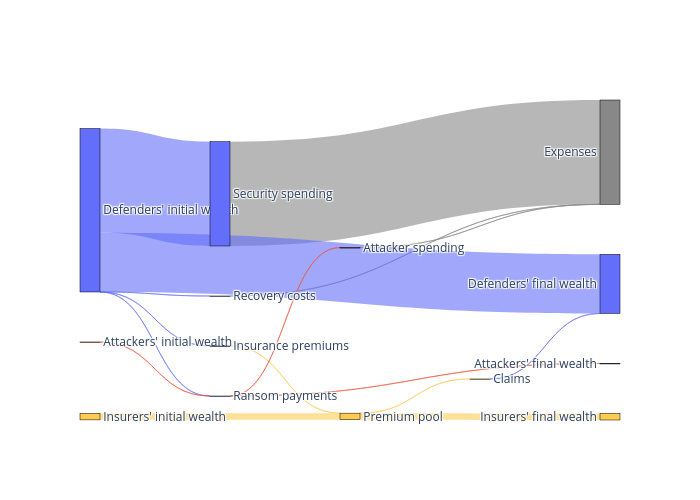 Expenses
Security spending
Defenders' initial wealth
Attacker spending
Defenders' final wealth
Recovery costs
Attackers' initial wealth
Insurance premiums
Attackers' final wealth
Claims
Ransom payments
Insurers' initial wealth
Premium pool
Insurers' final wealth